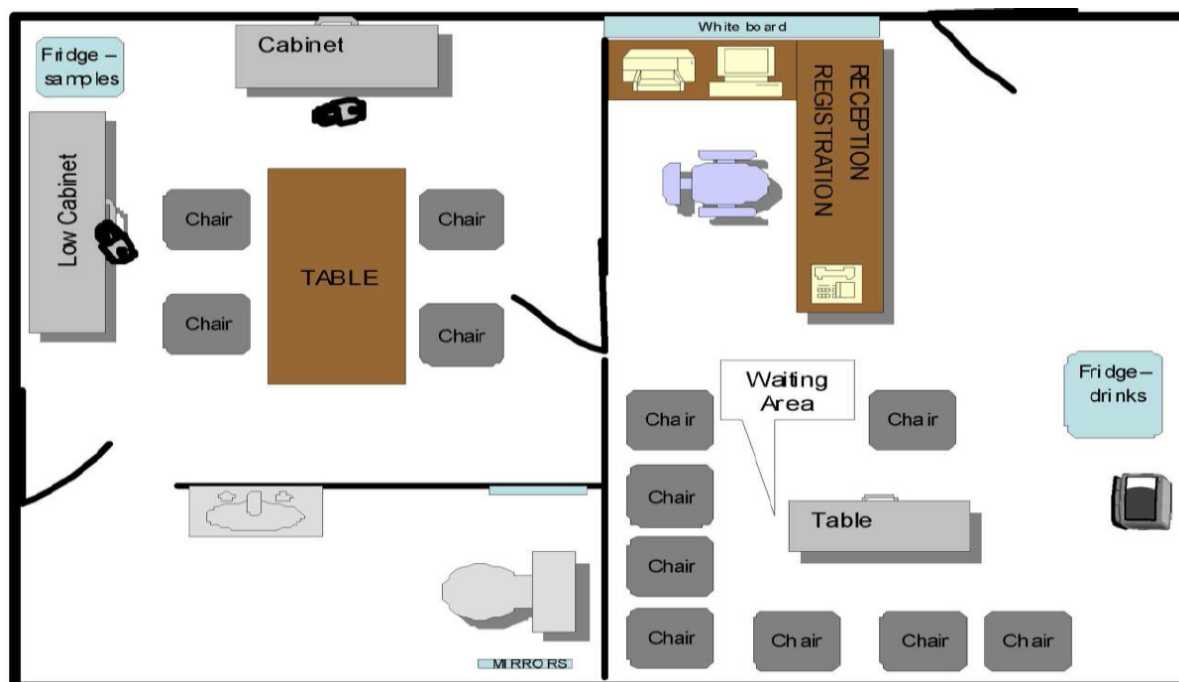 White board
Fridge –
samples
Cabinet
RECEPTION
REGISTRATION
Low Cabinet
Chair
Chair
TABLE
Chair
Chair
Waiting
Area
Fridge –
drinks
Chair
Chair
Chair
Table
Chair
Chair
Chair
Chair
Chair
MIRRORS